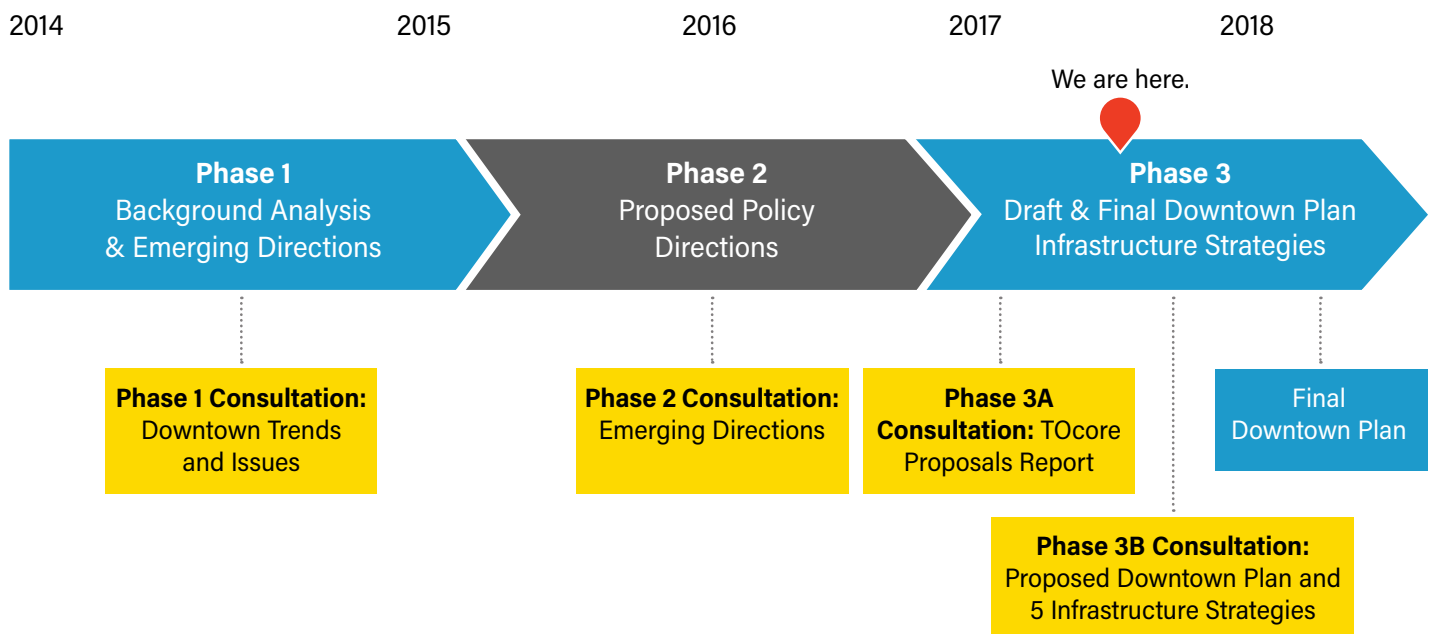 2014 2015 2016 2017 2018
We are here.
Phase 1
Background Analysis
& Emerging Directions
Phase 2
Proposed Policy
Directions
Phase 3
Draft & Final Downtown Plan
Infrastructure Strategies
Phase 1 Consultation:
Downtown Trends
and Issues
Phase 2 Consultation:
Emerging Directions
Phase 3A
Consultation: TOcore
Proposals Report
Final
Downtown Plan
Phase 3B Consultation:
Proposed Downtown Plan and
5 Infrastructure Strategies